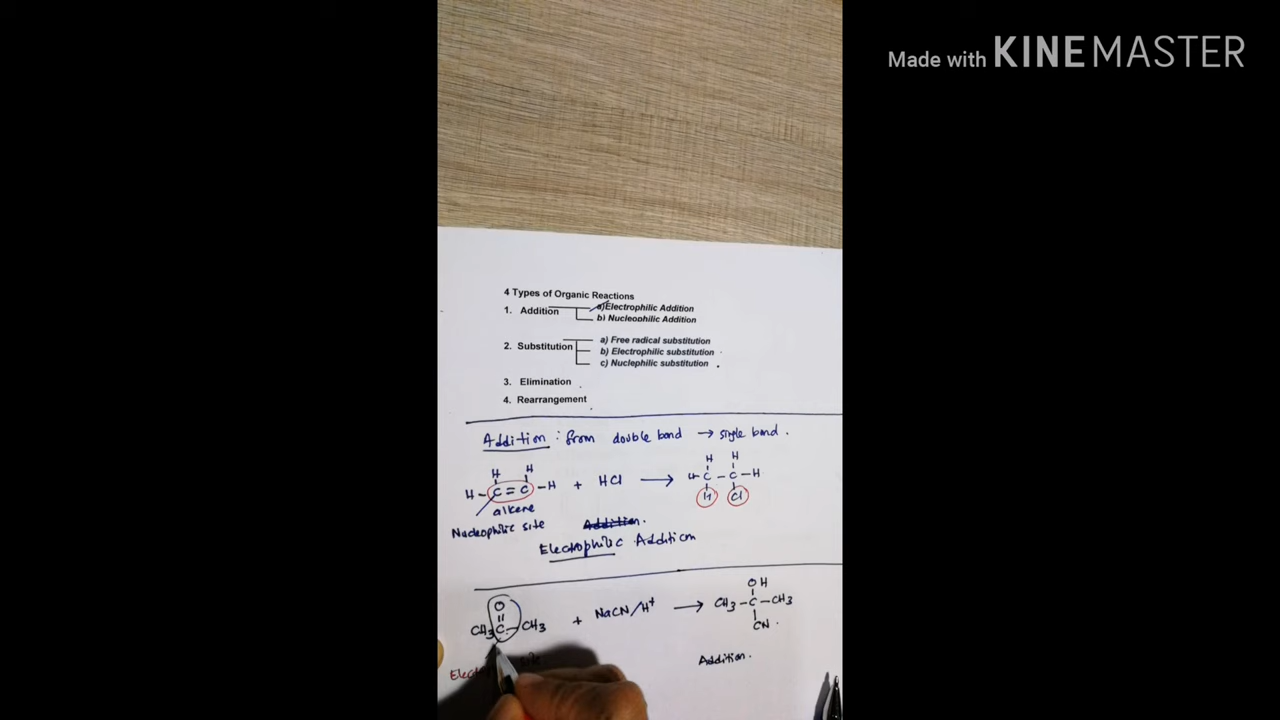 Made with KINEMASTER
4 Types of Organic Reactions
1. Addition
a) Electrophilic Addition
b) Nucleophilic Addition
2. Substitution
a) Free radical substitution
b) Electrophilic substitution
c) Nuclephilic substitution
3. Elimination
4. Rearrangement
Addition : from double bond → single bond.
H H
H - C = C - H + HCl → H - C - C - H
H H
H Cl
alkene
Nucleophilic site
Addition.
Electrophilic Addition
O
||
CH3 C - CH3 + NaCN/H+ → CH3 - C - CH3
OH
CN.
site
Addition.